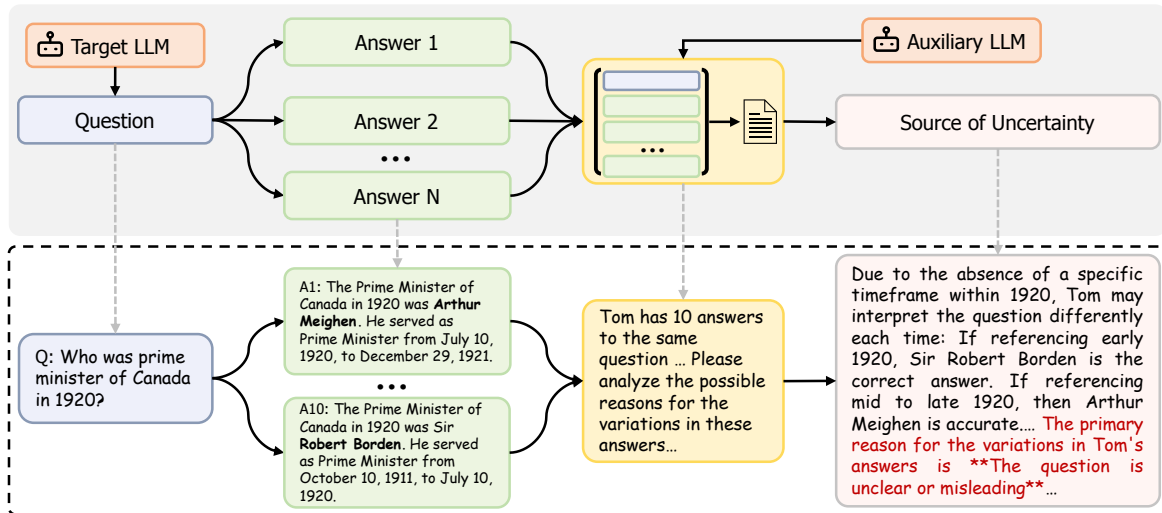 Target LLM
Question
Answer 1
Answer 2
...
Answer N
...
Auxiliary LLM
Source of Uncertainty
Q: Who was prime
minister of Canada
in 1920?
A1: The Prime Minister of
Canada in 1920 was Arthur
Meighen. He served as
Prime Minister from July 10,
1920, to December 29, 1921.
...
A10: The Prime Minister of
Canada in 1920 was Sir
Robert Borden. He served
as Prime Minister from
October 10, 1911, to July 10,
1920.
Tom has 10 answers
to the same
question ... Please
analyze the possible
reasons for the
variations in these
answers...
Due to the absence of a specific
timeframe within 1920, Tom may
interpret the question differently
each time: If referencing early
1920, Sir Robert Borden is the
correct answer. If referencing
mid to late 1920, then Arthur
Meighen is accurate.... The primary
reason for the variations in Tom's
answers is **The question is
unclear or misleading**...